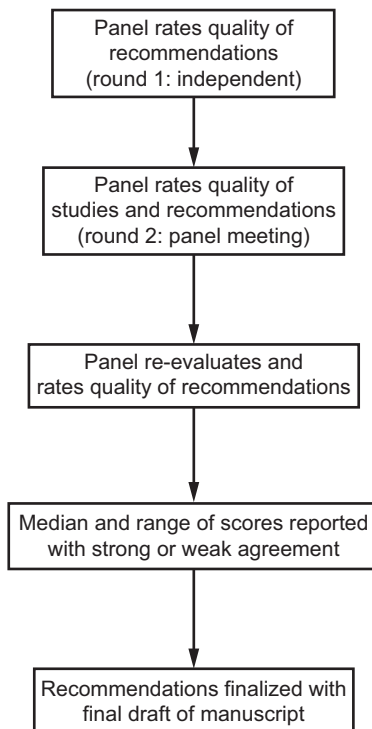 Panel rates quality of
recommendations
(round 1: independent)
Panel rates quality of
studies and recommendations
(round 2: panel meeting)
Panel re-evaluates and
rates quality of recommendations
Median and range of scores reported
with strong or weak agreement
Recommendations finalized with
final draft of manuscript